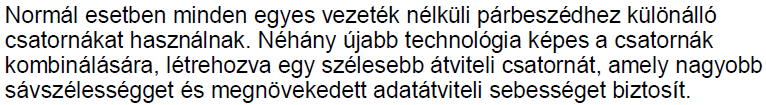 Normál esetben minden egyes vezeték nélküli párbeszédhez különálló
csatornákat használnak. Néhány újabb technológia képes a csatornák
kombinálására, létrehozva egy szélesebb átviteli csatornát, amely nagyobb
sávszélességget és megnövekedett adatátviteli sebességet biztosít.